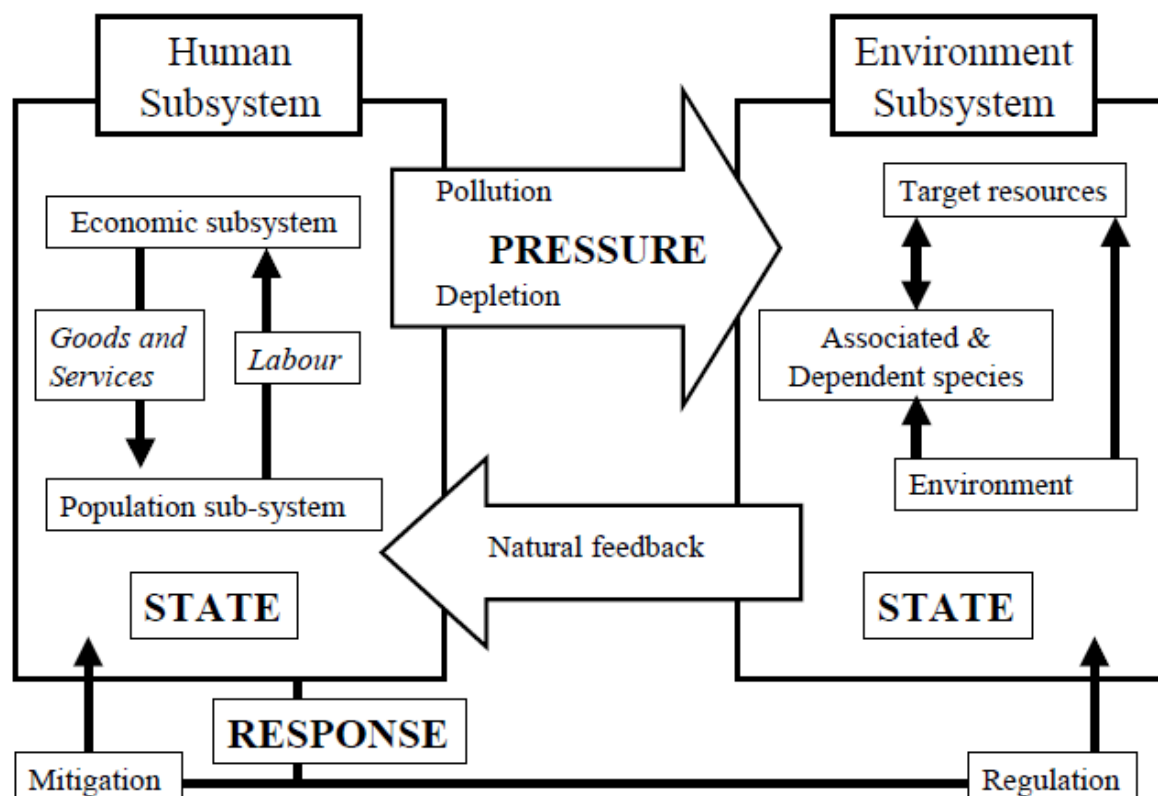 Human
Subsystem
Environment
Subsystem
Economic subsystem
Goods and
Services
Labour
Population sub-system
STATE
Pollution
PRESSURE
Depletion
Natural feedback
Target resources
Associated &
Dependent species
Environment
STATE
RESPONSE
Mitigation
Regulation